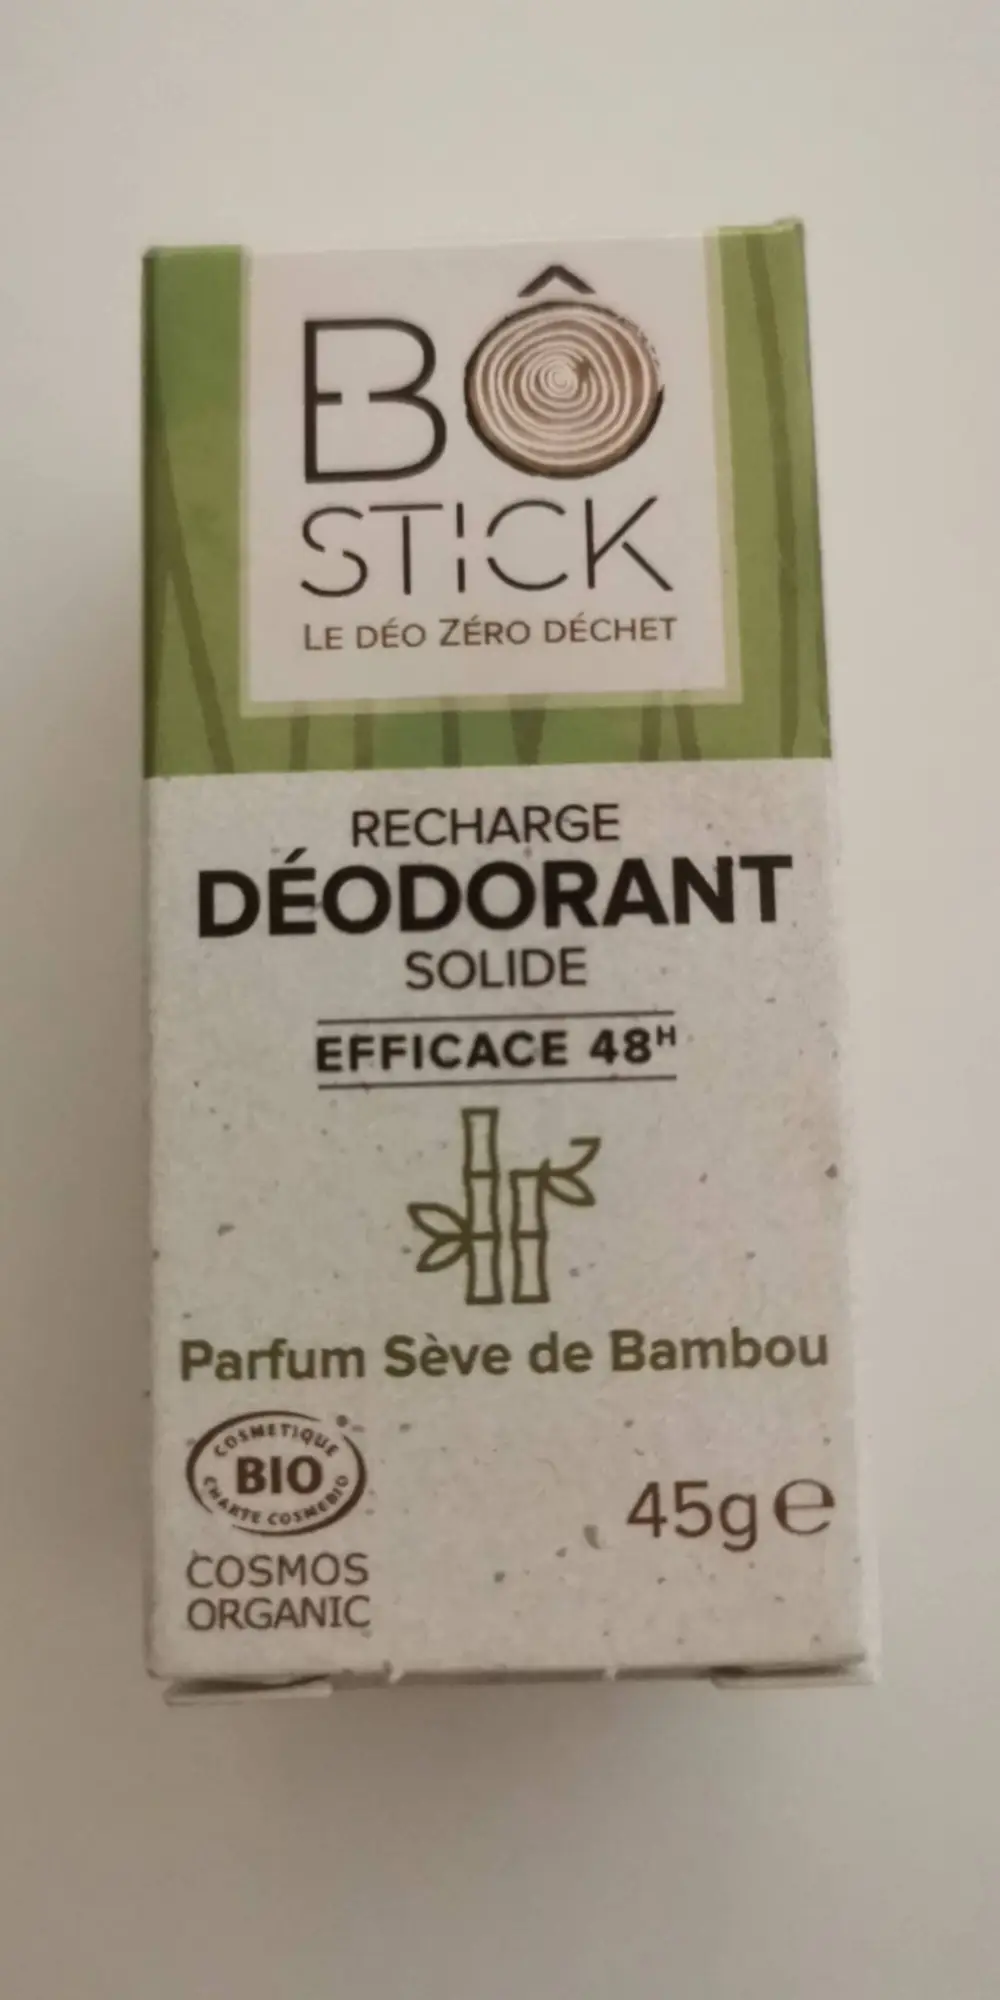 BÔ
STICK
LE DÉO ZÉRO DÉCHET
RECHARGE
DÉODORANT
SOLIDE
EFFICACE 48H
Parfum Sève de Bambou
COSMETIQUE
BIO
CHARTE COSMEBIO
COSMOS
ORGANIC
45g e